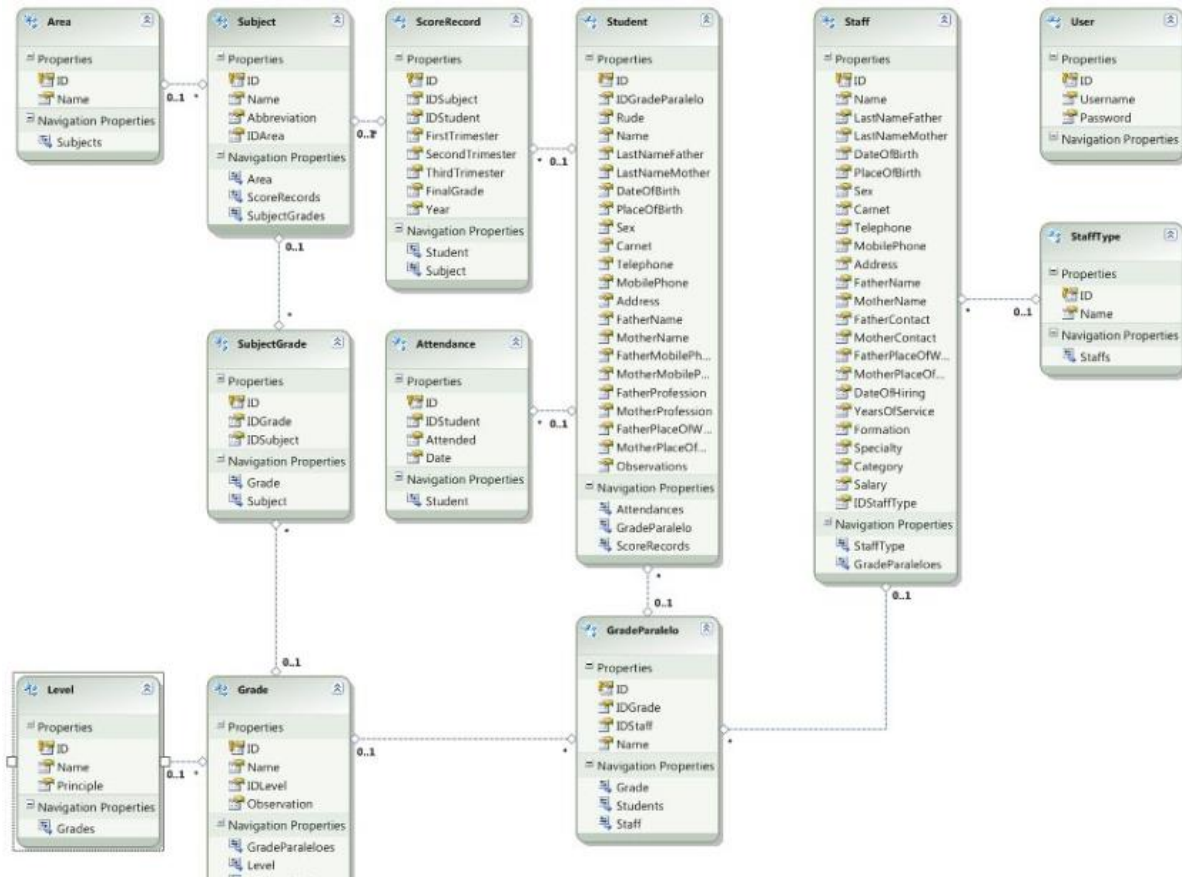 Area
Properties
ID
Name
Navigation Properties
Subjects
0..1 *
Subject
Properties
ID
Name
Abbreviation
IDArea
Navigation Properties
Area
ScoreRecords
SubjectGrades
0..1
*
ScoreRecord
Properties
ID
IDSubject
IDStudent
FirstTrimester
SecondTrimester
ThirdTrimester
FinalGrade
Year
Navigation Properties
Student
Subject
* 0..1
Student
Properties
ID
IDGradeParalelo
Rude
Name
LastNameFather
LastNameMother
DateOfBirth
PlaceOfBirth
Sex
Carnet
Telephone
MobilePhone
Address
FatherName
MotherName
FatherMobilePh...
MotherMobileP...
FatherProfession
MotherProfession
FatherPlaceOfW...
MotherPlaceOf...
Observations
Navigation Properties
Attendances
GradeParalelo
ScoreRecords
*
0..1
Staff
Properties
ID
Name
LastNameFather
LastNameMother
DateOfBirth
PlaceOfBirth
Sex
Carnet
Telephone
MobilePhone
Address
FatherName
MotherName
FatherContact
MotherContact
FatherPlaceOfW...
MotherPlaceOf...
DateOfHiring
YearsOfService
Formation
Specialty
Category
Salary
IDStaffType
Navigation Properties
StaffType
GradeParaleloes
0..1
* 0..1
User
Properties
ID
Username
Password
Navigation Properties
StaffType
Properties
ID
Name
Navigation Properties
Staffs
SubjectGrade
Properties
ID
IDGrade
IDSubject
Navigation Properties
Grade
Subject
*
0..1
Attendance
Properties
ID
IDStudent
Attended
Date
Navigation Properties
Student
* 0..1
Level
Properties
ID
Name
Principle
Navigation Properties
Grades
0..1 *
Grade
Properties
ID
Name
IDLevel
Observation
Navigation Properties
GradeParaleloes
Level
0..1 *
GradeParalelo
Properties
ID
IDGrade
IDStaff
Name
Navigation Properties
Grade
Students
Staff
*